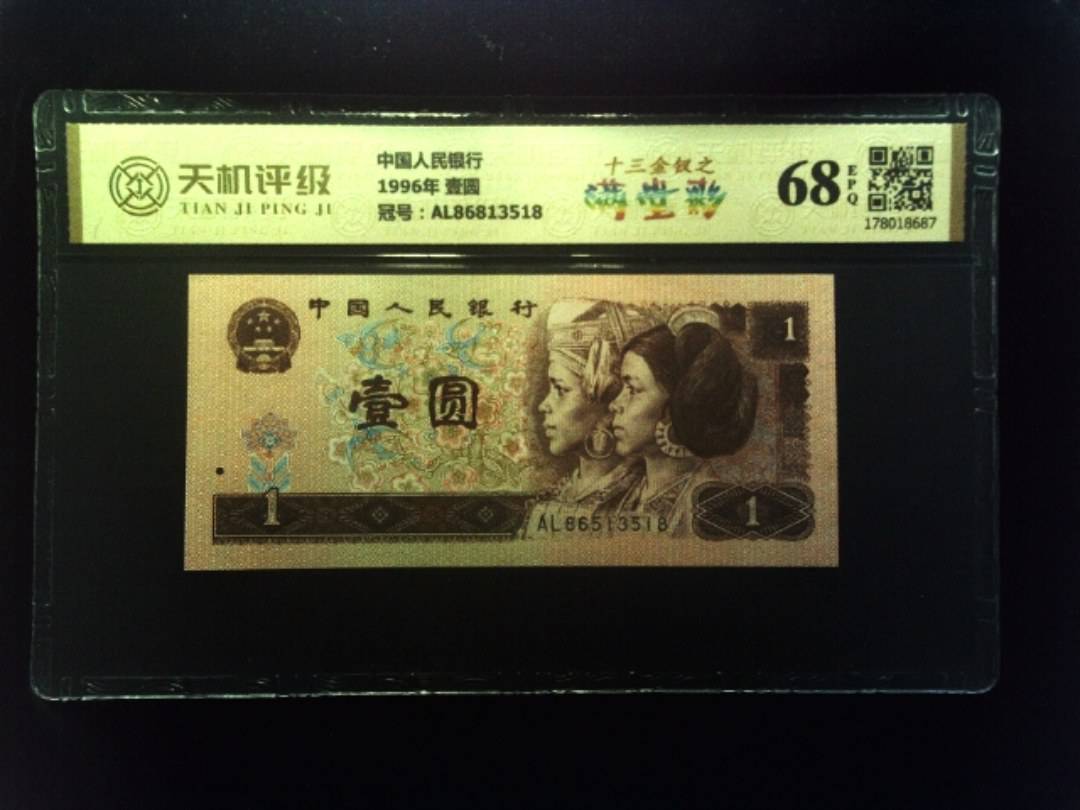 天机评级
TIAN JI PING JI
中国人民银行
1996年 壹圆
冠号：AL86813518
十三金钗之
满堂彩
68
EPQ
178018687
中国人民银行
1
壹圆
1
AL86513518
1